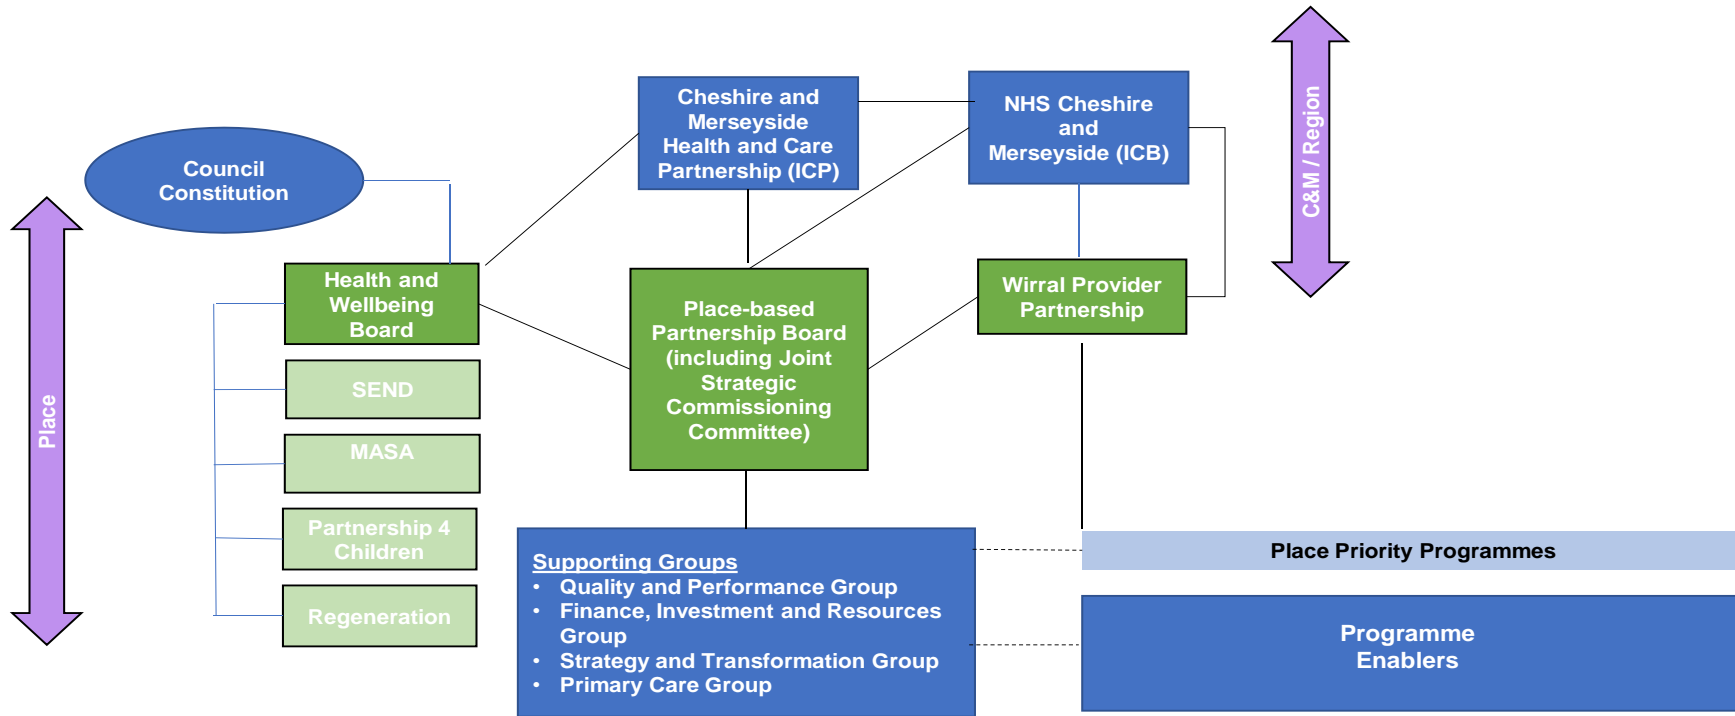 Cheshire and
Merseyside
Health and Care
Partnership (ICP)
NHS Cheshire
and
Merseyside (ICB)
C&M / Region
Council
Constitution
Place
Health and
Wellbeing
Board
SEND
MASA
Partnership 4
Children
Regeneration
Place-based
Partnership Board
(including Joint
Strategic
Commissioning
Committee)
Wirral Provider
Partnership
Supporting Groups
• Quality and Performance Group
• Finance, Investment and Resources
Group
• Strategy and Transformation Group
• Primary Care Group
Place Priority Programmes
Programme
Enablers